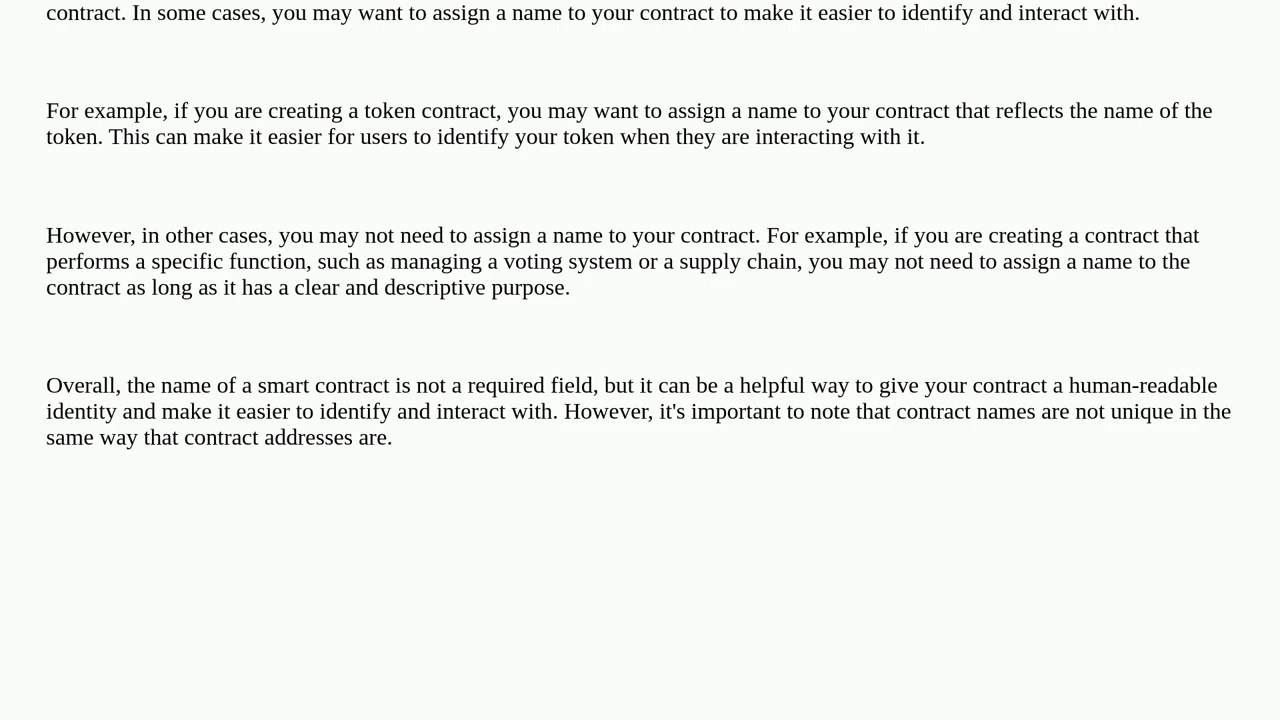 contract. In some cases, you may want to assign a name to your contract to make it easier to identify and interact with.
For example, if you are creating a token contract, you may want to assign a name to your contract that reflects the name of the
token. This can make it easier for users to identify your token when they are interacting with it.
However, in other cases, you may not need to assign a name to your contract. For example, if you are creating a contract that
performs a specific function, such as managing a voting system or a supply chain, you may not need to assign a name to the
contract as long as it has a clear and descriptive purpose.
Overall, the name of a smart contract is not a required field, but it can be a helpful way to give your contract a human-readable
identity and make it easier to identify and interact with. However, it's important to note that contract names are not unique in the
same way that contract addresses are.